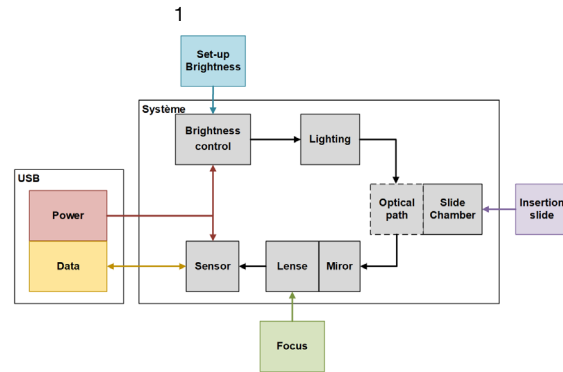 1
Set-up
Brightness
Système
Brightness
control
Lighting
USB
Power
Optical
path
Slide
Chamber
Insertion
slide
Data
Sensor
Lense
Miror
Focus